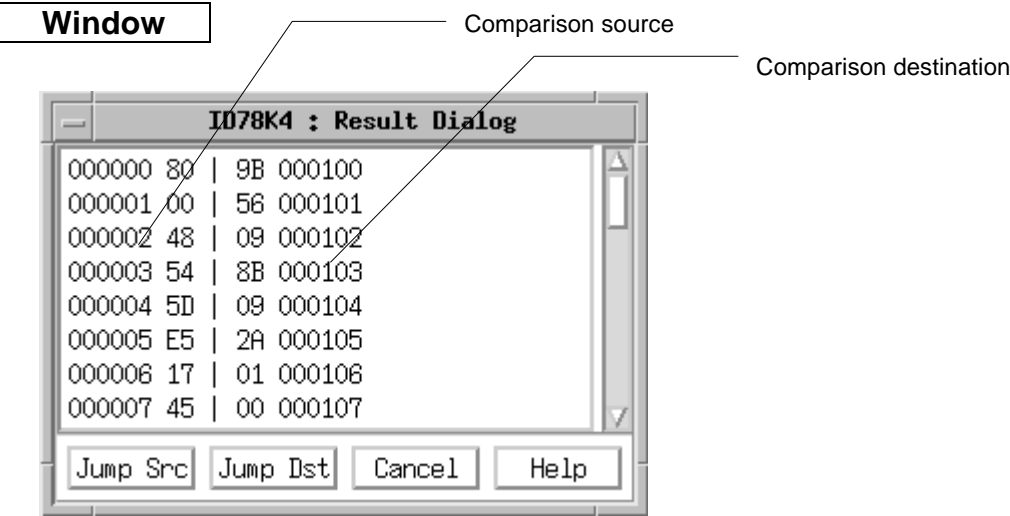 Window
Comparison source
Comparison destination
ID78K4 : Result Dialog
000000 80 | 9B 000100
000001 00 | 56 000101
000002 48 | 09 000102
000003 54 | 8B 000103
000004 5D | 09 000104
000005 E5 | 2A 000105
000006 17 | 01 000106
000007 45 | 00 000107
Jump Src Jump Dst Cancel Help